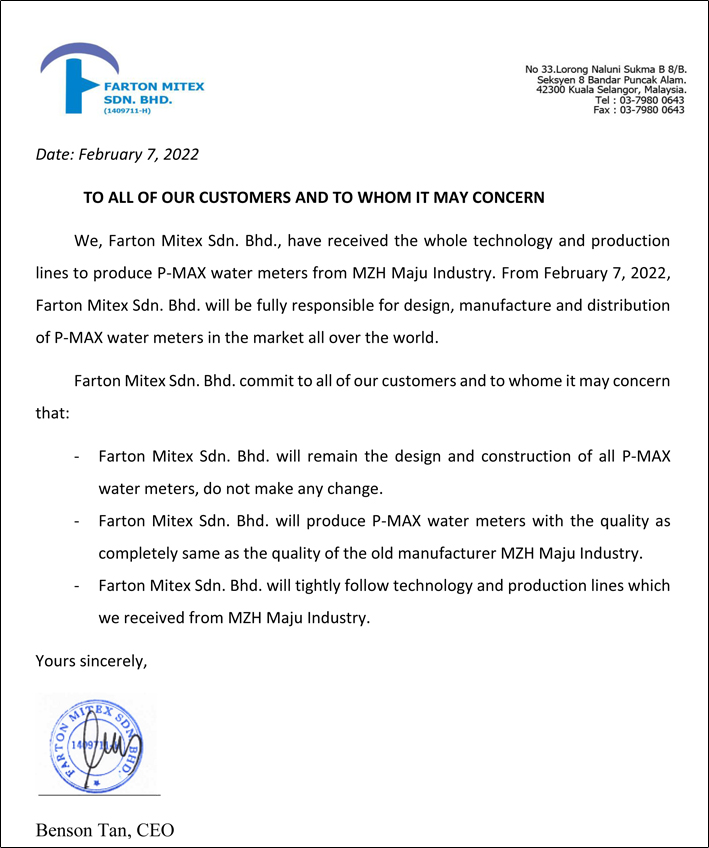 FARTON MITEX
SDN. BHD.
(1409711-H)
No 33.Lorong Naluni Sukma B 8/B.
Seksyen 8 Bandar Puncak Alam.
42300 Kuala Selangor, Malaysia.
Tel : 03-7980 0643
Fax : 03-7980 0643
Date: February 7, 2022
TO ALL OF OUR CUSTOMERS AND TO WHOM IT MAY CONCERN
We, Farton Mitex Sdn. Bhd., have received the whole technology and production
lines to produce P-MAX water meters from MZH Maju Industry. From February 7, 2022,
Farton Mitex Sdn. Bhd. will be fully responsible for design, manufacture and distribution
of P-MAX water meters in the market all over the world.
Farton Mitex Sdn. Bhd. commit to all of our customers and to whome it may concern
that:
- Farton Mitex Sdn. Bhd. will remain the design and construction of all P-MAX
water meters, do not make any change.
- Farton Mitex Sdn. Bhd. will produce P-MAX water meters with the quality as
completely same as the quality of the old manufacturer MZH Maju Industry.
- Farton Mitex Sdn. Bhd. will tightly follow technology and production lines which
we received from MZH Maju Industry.
Yours sincerely,
FARTON MITEX SDN BHD.
1409711-H
Benson Tan, CEO